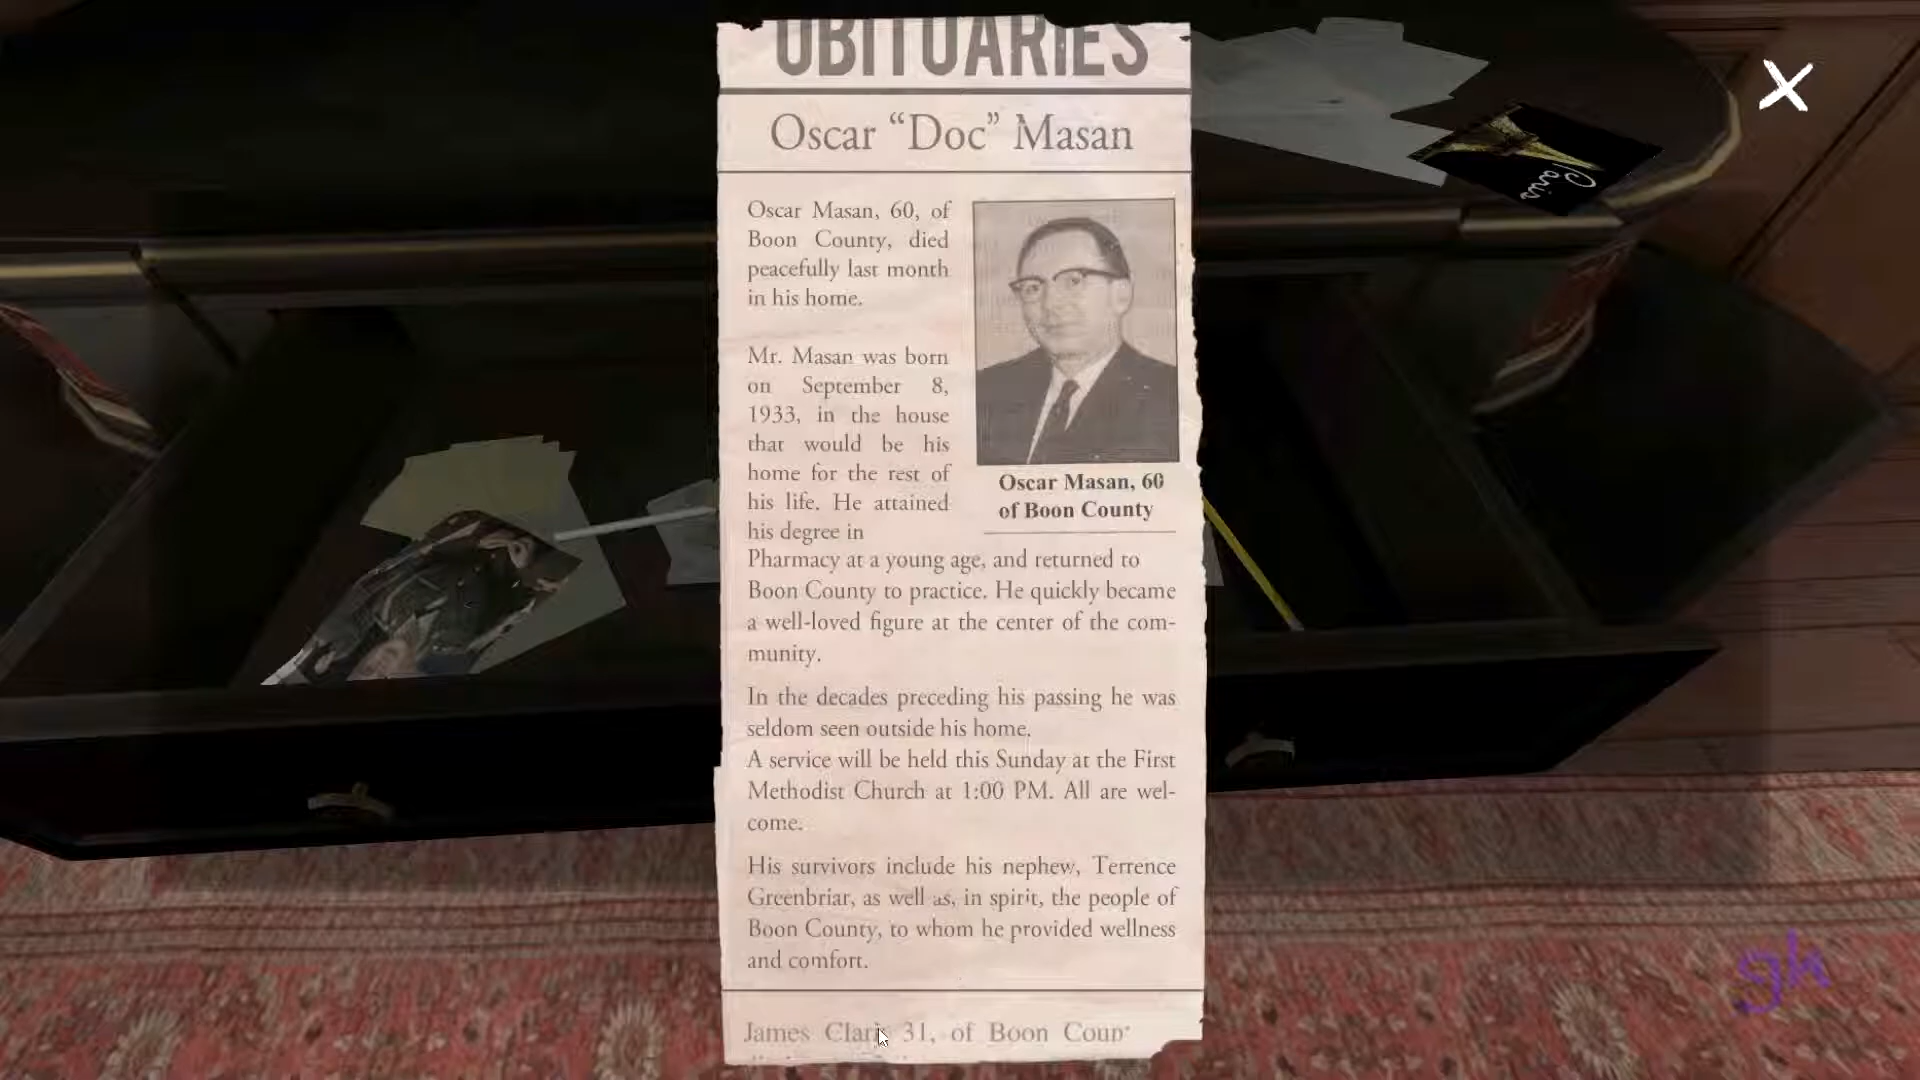 OBITUARIES
Oscar “Doc” Masan
Oscar Masan, 60, of
Boon County, died
peacefully last month
in his home.
Mr. Masan was born
on September 8,
1933, in the house
that would be his
home for the rest of
his life. He attained
his degree in
Oscar Masan, 60
of Boon County
Pharmacy at a young age, and returned to
Boon County to practice. He quickly became
a well-loved figure at the center of the com-
munity.
In the decades preceding his passing he was
seldom seen outside his home.
A service will be held this Sunday at the First
Methodist Church at 1:00 PM. All are wel-
come.
His survivors include his nephew, Terrence
Greenbriar, as well as, in spirit, the people of
Boon County, to whom he provided wellness
and comfort.
James Clark 31, of Boon Coun
Paris
gk